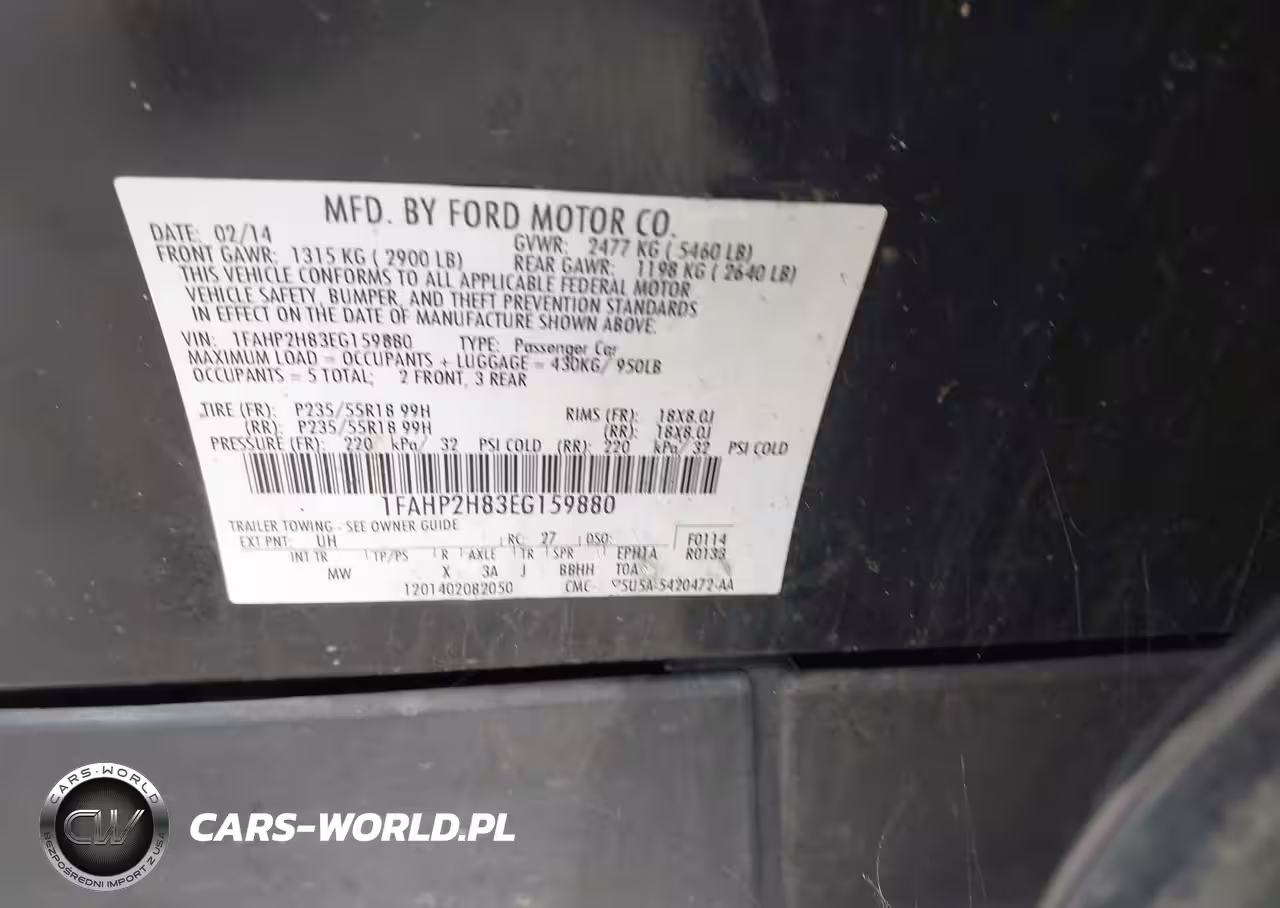 MFD. BY FORD MOTOR CO.
DATE: 02/14 GVWR: 2477 KG ( 5460 LB)
FRONT GAWR: 1315 KG ( 2900 LB) REAR GAWR: 1198 KG ( 2640 LB)
THIS VEHICLE CONFORMS TO ALL APPLICABLE FEDERAL MOTOR
VEHICLE SAFETY, BUMPER, AND THEFT PREVENTION STANDARDS
IN EFFECT ON THE DATE OF MANUFACTURE SHOWN ABOVE.
VIN: 1FAHP2H83EG159880 TYPE: Passenger Car
MAXIMUM LOAD = OCCUPANTS + LUGGAGE = 430KG/ 950LB
OCCUPANTS = 5 TOTAL; 2 FRONT, 3 REAR
TIRE (FR): P235/55R18 99H RIMS (FR): 18X8.0J
(RR): P235/55R18 99H (RR): 18X8.0J
PRESSURE (FR): 220 kPa/ 32 PSI COLD (RR): 220 kPa/ 32 PSI COLD
1FAHP2H83EG159880
TRAILER TOWING - SEE OWNER GUIDE
EXT PNT: UH RC: 27 DSO: F0114
INT TR TP/PS R AXLE TR SPR EPHTA R0133
MW X 3A J BBHH T0A
1201402082050 CMC- 5U5A-5420472-AA
CARS-WORLD
CW
BEZPOŚREDNI IMPORT Z USA
CARS-WORLD.PL